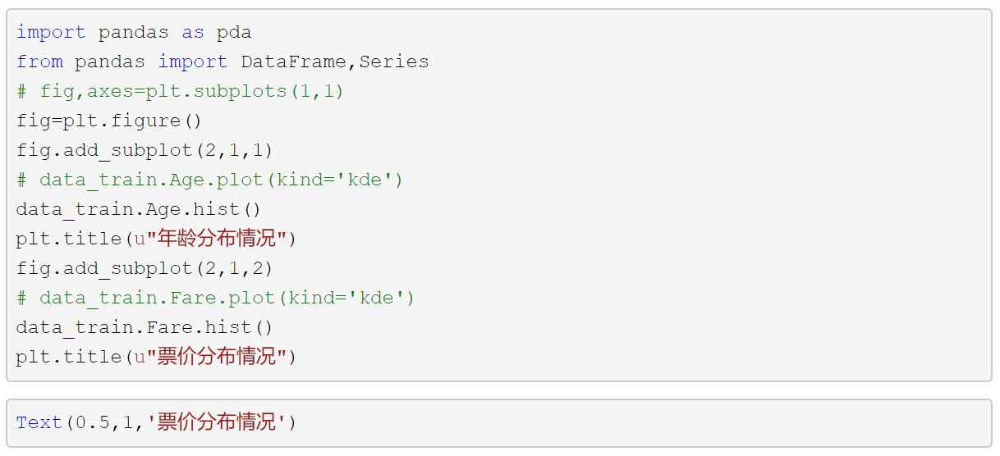 import pandas as pda
from pandas import DataFrame,Series
# fig,axes=plt.subplots(1,1)
fig=plt.figure()
fig.add_subplot(2,1,1)
# data_train.Age.plot(kind='kde')
data_train.Age.hist()
plt.title(u"年龄分布情况")
fig.add_subplot(2,1,2)
# data_train.Fare.plot(kind='kde')
data_train.Fare.hist()
plt.title(u"票价分布情况")
Text(0.5,1,'票价分布情况')